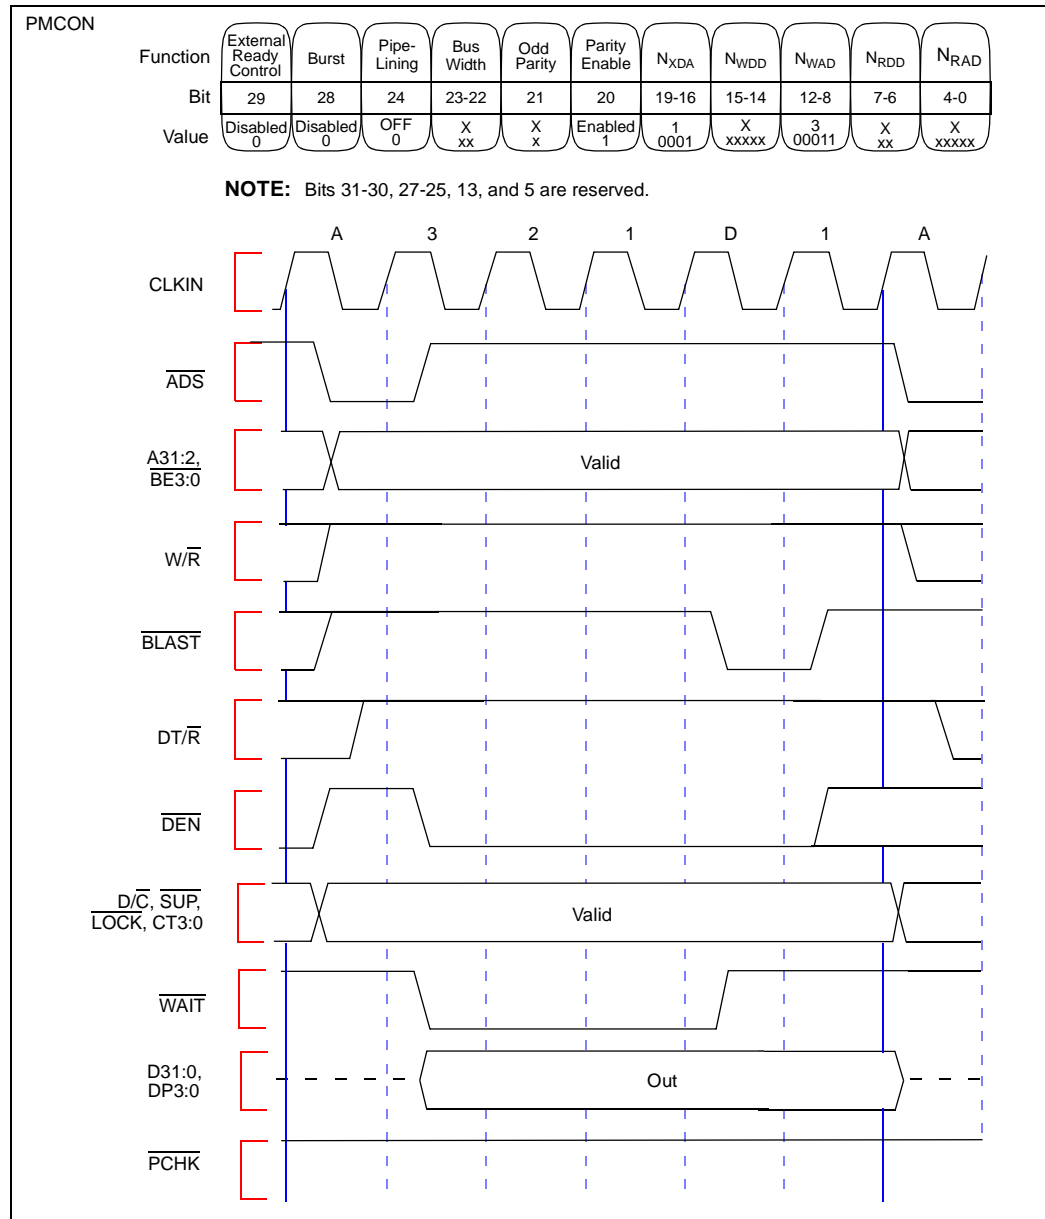 PMCON
Function External Ready Control Burst Pipe-Lining Bus Width Odd Parity Parity Enable NXDA NWDD NWAD NRDD NRAD
Bit 29 28 24 23-22 21 20 19-16 15-14 12-8 7-6 4-0
Value Disabled 0 Disabled 0 OFF 0 X xx X x Enabled 1 1 0001 X xxxxx 3 00011 X xx X xxxxx
NOTE: Bits 31-30, 27-25, 13, and 5 are reserved.
A 3 2 1 D 1 A
CLKIN
ADS
A31:2,
BE3:0
Valid
W/R
BLAST
DT/R
DEN
D/C, SUP,
LOCK, CT3:0
Valid
WAIT
D31:0,
DP3:0
Out
PCHK